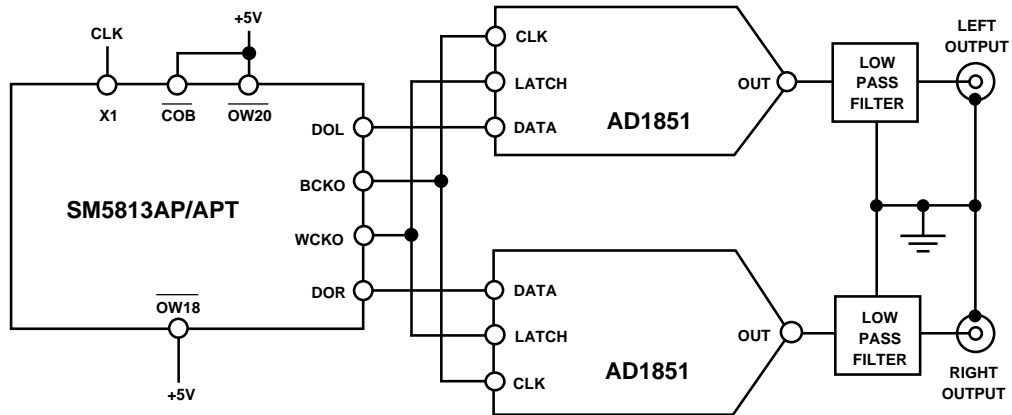 +5V
CLK
X1
COB
OW20
DOL
BCKO
WCKO
DOR
SM5813AP/APT
OW18
+5V
CLK
LATCH
DATA
OUT
AD1851
LOW
PASS
FILTER
LEFT
OUTPUT
DATA
LATCH
CLK
OUT
AD1851
LOW
PASS
FILTER
RIGHT
OUTPUT